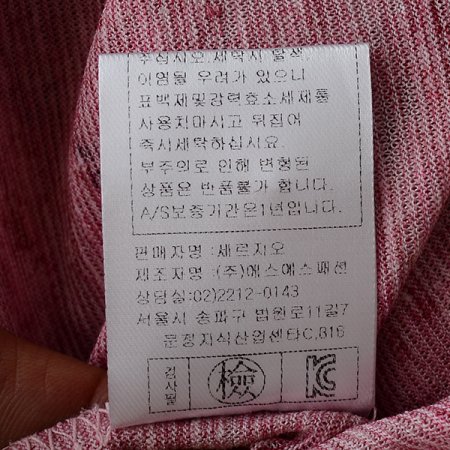 주십시오.세탁시 탈색,
이염될 우려가 있으니
표백제및강력효소세제를
사용치마시고 뒤집어
즉시세탁하십시요.
부주의로 인해 변형된
상품은 반품불가 합니다.
A/S보증기간은1년입니다.
판매자명 : 세르지오
제조자명 :(주)에스에스패션
상담실:02)2212-0143
서울시 송파구 법원로11길7
문정지식산업센타C.816
검사필
檢